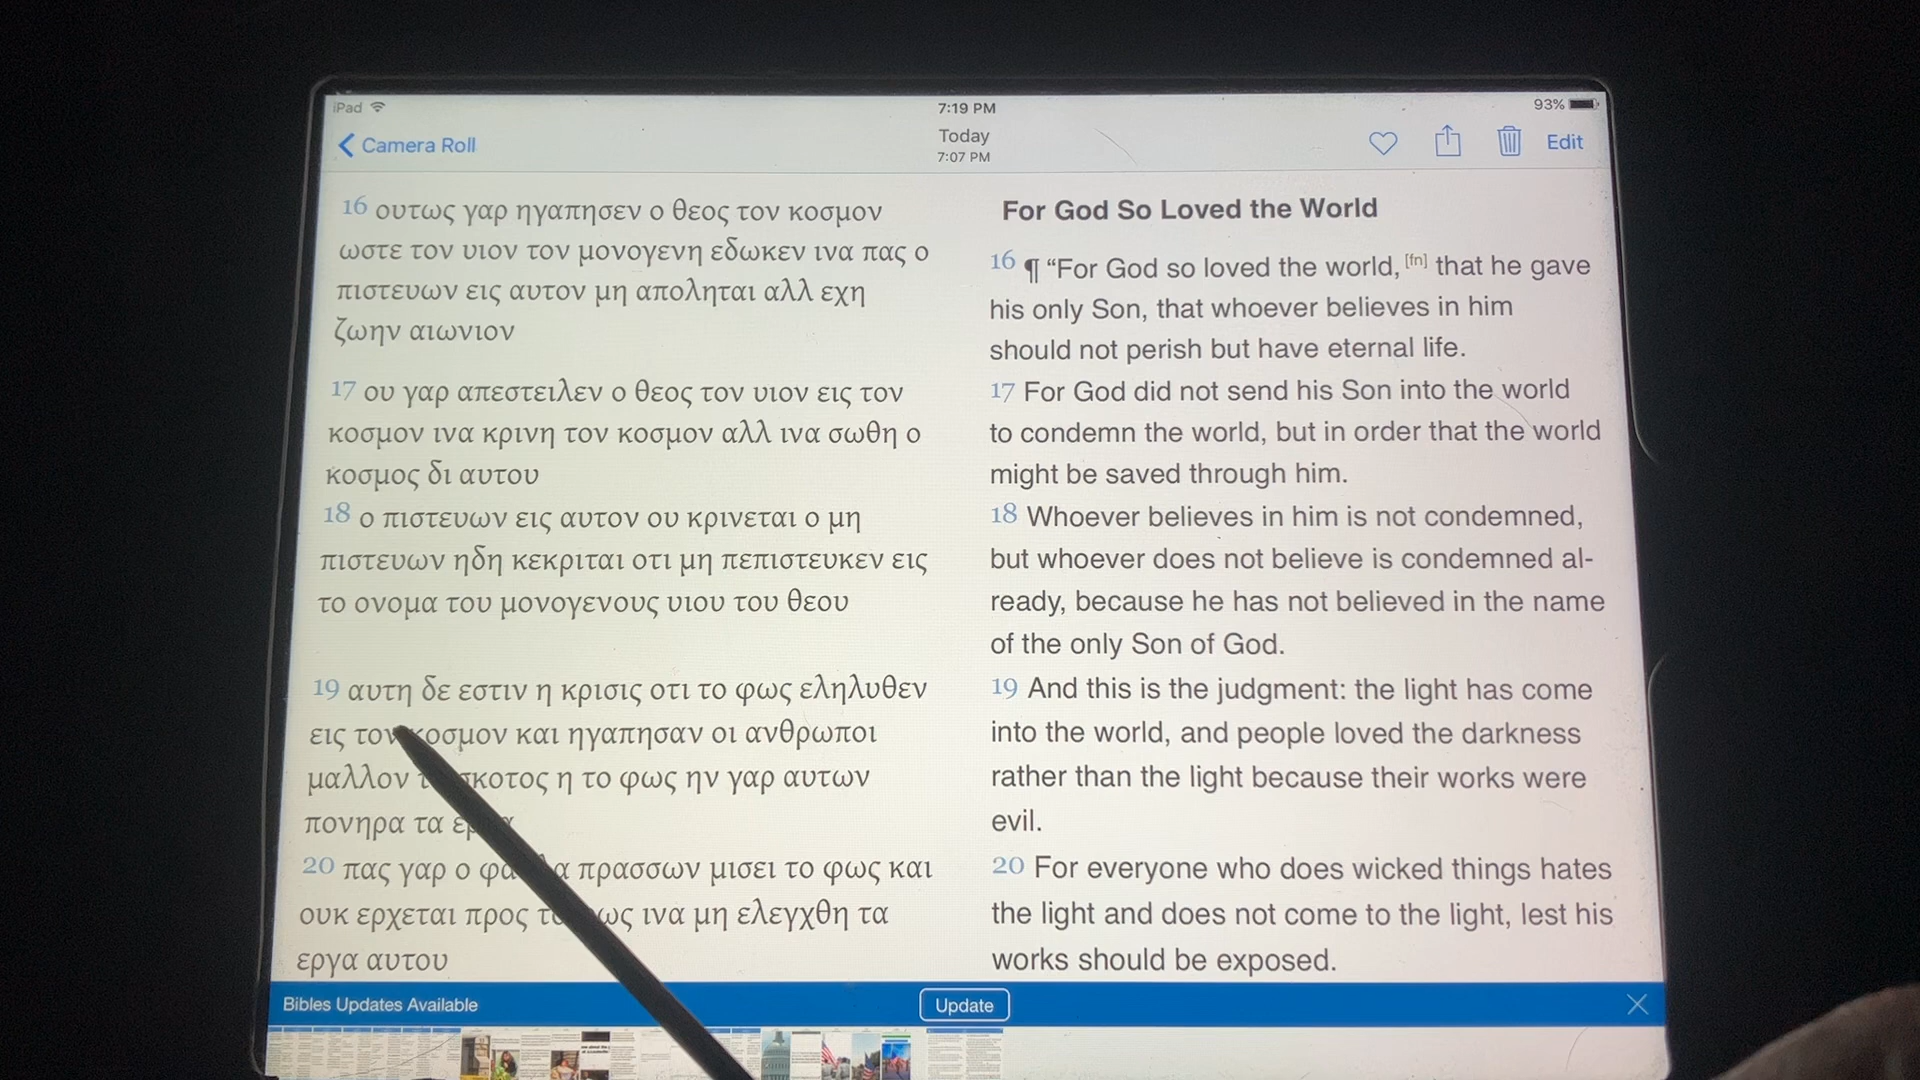 iPad
7:19 PM
93%
Camera Roll
Today
7:07 PM
Edit
16 ουτως γαρ ηγαπησεν ο θεος τον κοσμον
ωστε τον υιον τον μονογενη εδωκεν ινα πας ο
πιστευων εις αυτον μη αποληται αλλ εχη
ζωην αιωνιον
17 ου γαρ απεστειλεν ο θεος τον υιον εις τον
κοσμον ινα κρινη τον κοσμον αλλ ινα σωθη ο
κοσμος δι αυτου
18 ο πιστευων εις αυτον ου κρινεται ο μη
πιστευων ηδη κεκριται οτι μη πεπιστευκεν εις
το ονομα του μονογενους υιου του θεου
19 αυτη δε εστιν η κρισις οτι το φως εληλυθεν
εις τον κοσμον και ηγαπησαν οι ανθρωποι
μαλλον σκοτος η το φως ην γαρ αυτων
πονηρα τα
20 πας γαρ ο πρασσων μισει το φως και
ουκ ερχεται προς ινα μη ελεγχθη τα
εργα αυτου
For God So Loved the World
16 ¶ “For God so loved the world, [fn] that he gave
his only Son, that whoever believes in him
should not perish but have eternal life.
17 For God did not send his Son into the world
to condemn the world, but in order that the world
might be saved through him.
18 Whoever believes in him is not condemned,
but whoever does not believe is condemned al-
ready, because he has not believed in the name
of the only Son of God.
19 And this is the judgment: the light has come
into the world, and people loved the darkness
rather than the light because their works were
evil.
20 For everyone who does wicked things hates
the light and does not come to the light, lest his
works should be exposed.
Bibles Updates Available
Update